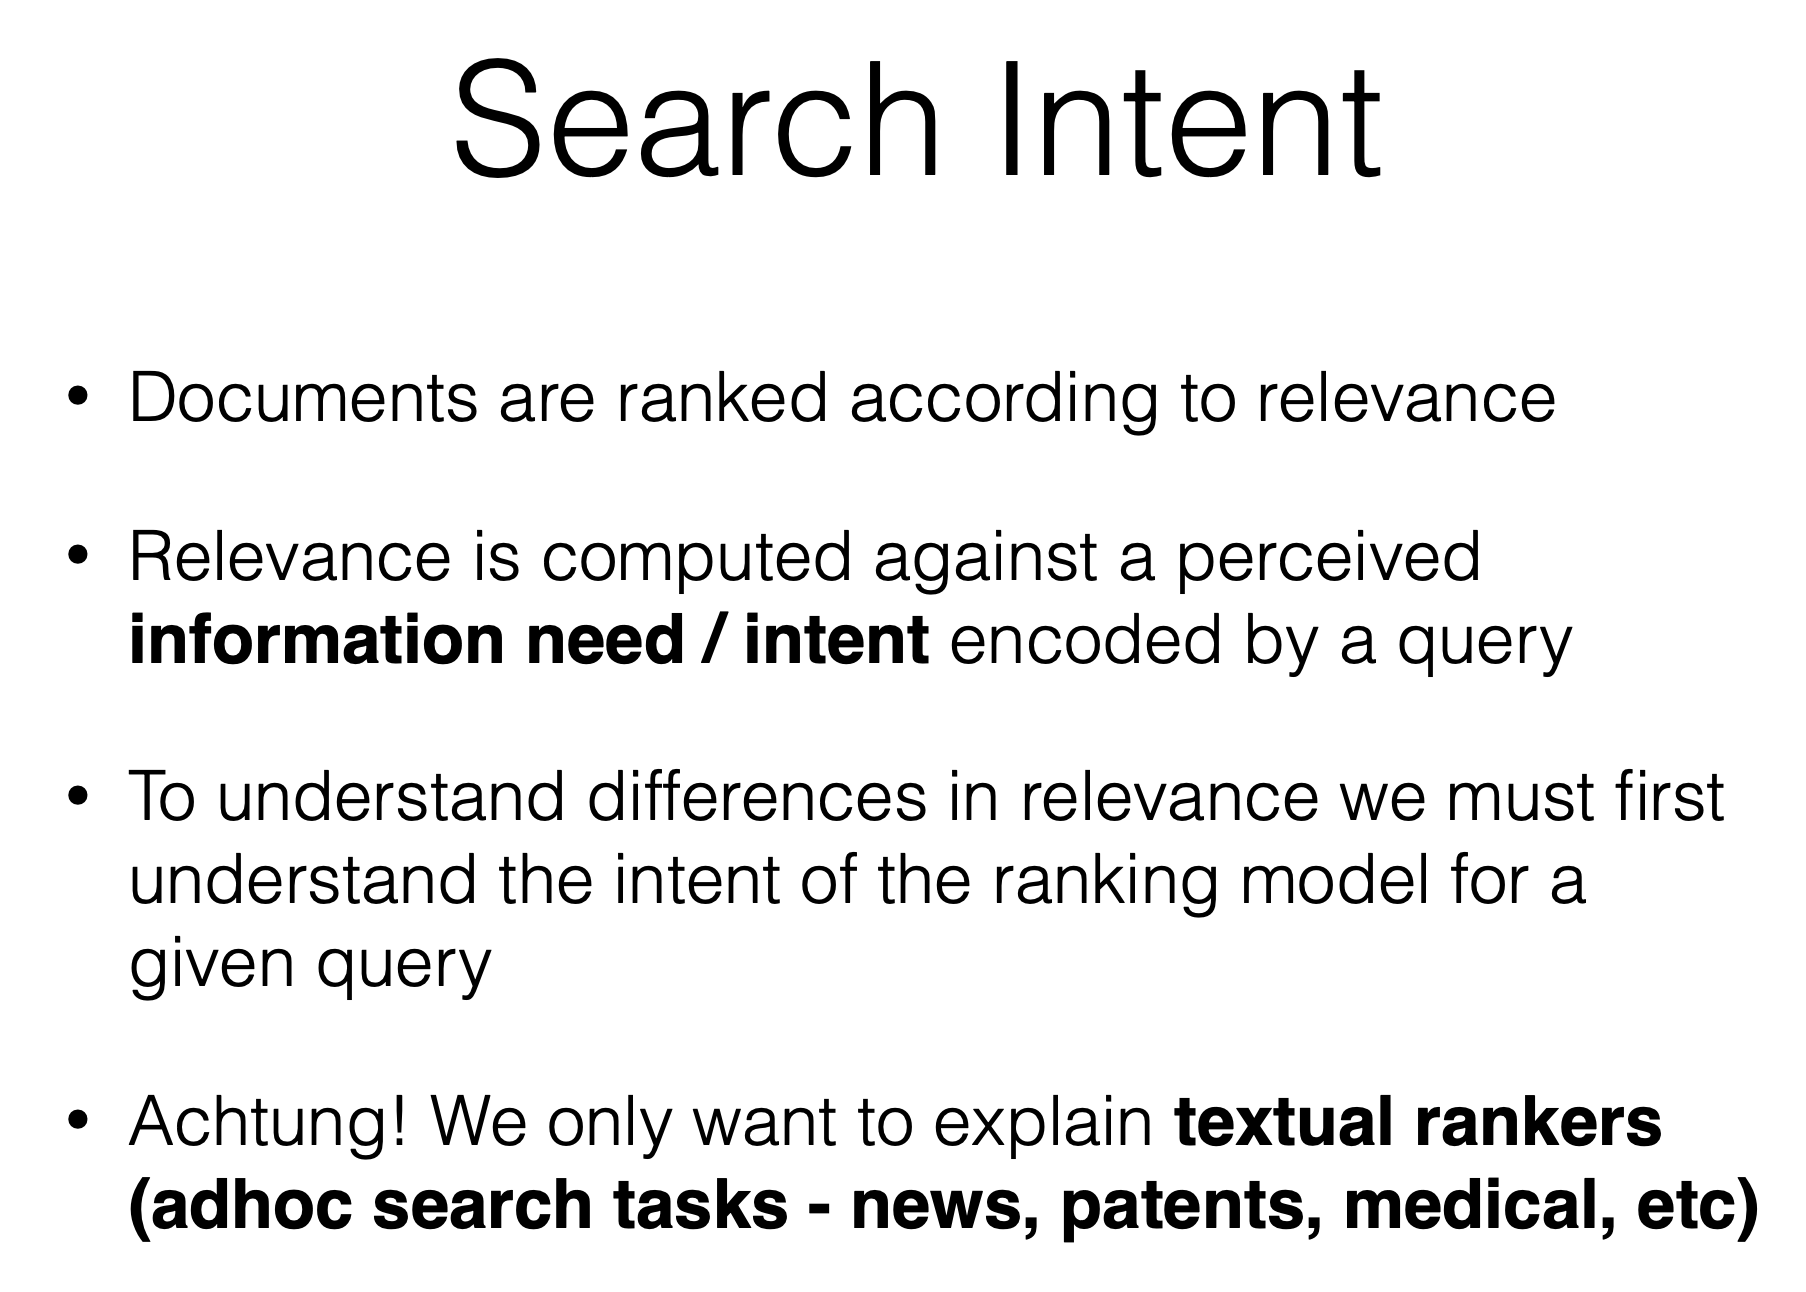 Search Intent
• Documents are ranked according to relevance
• Relevance is computed against a perceived
information need / intent encoded by a query
• To understand differences in relevance we must first
understand the intent of the ranking model for a
given query
• Achtung! We only want to explain textual rankers
(adhoc search tasks - news, patents, medical, etc)